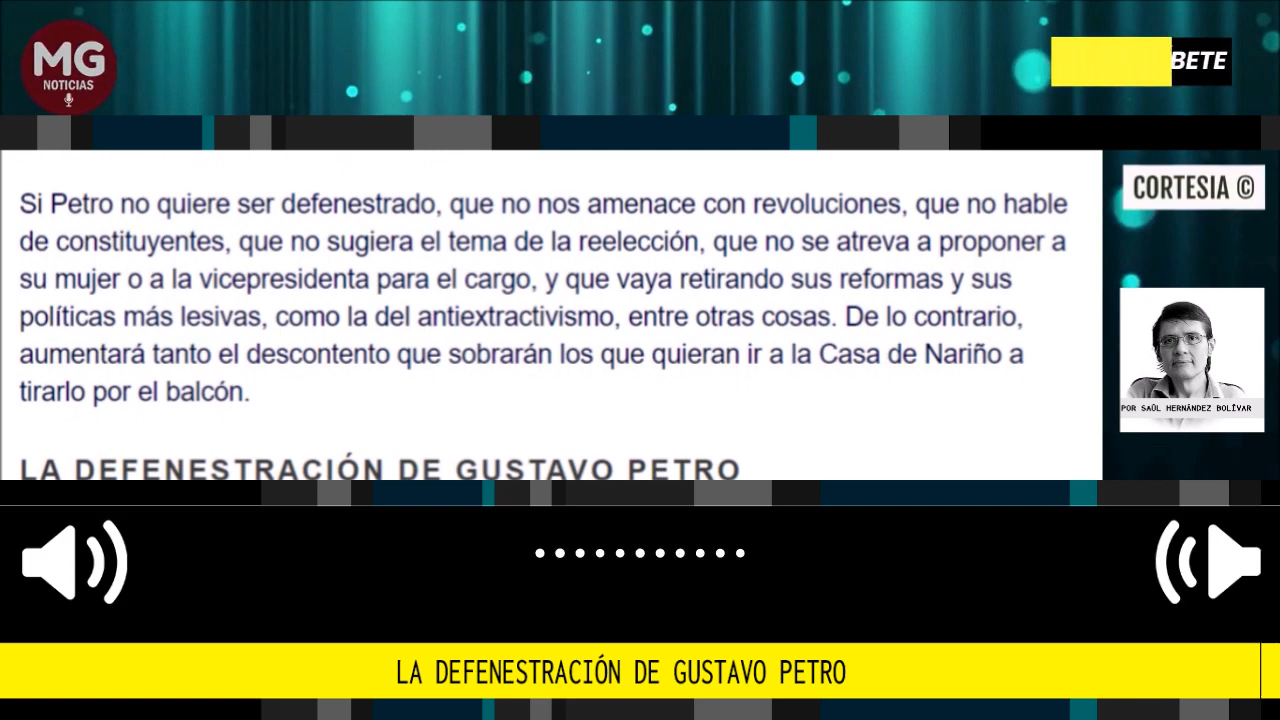 MG
NOTICIAS
BETE
CORTESIA ©
Si Petro no quiere ser defenestrado, que no nos amenace con revoluciones, que no hable
de constituyentes, que no sugiera el tema de la reelección, que no se atreva a proponer a
su mujer o a la vicepresidenta para el cargo, y que vaya retirando sus reformas y sus
políticas más lesivas, como la del antiextractivismo, entre otras cosas. De lo contrario,
aumentará tanto el descontento que sobrarán los que quieran ir a la Casa de Nariño a
tirarlo por el balcón.
POR SAÚL HERNÁNDEZ BOLÍVAR
LA DEFENESTRACIÓN DE GUSTAVO PETRO
LA DEFENESTRACIÓN DE GUSTAVO PETRO